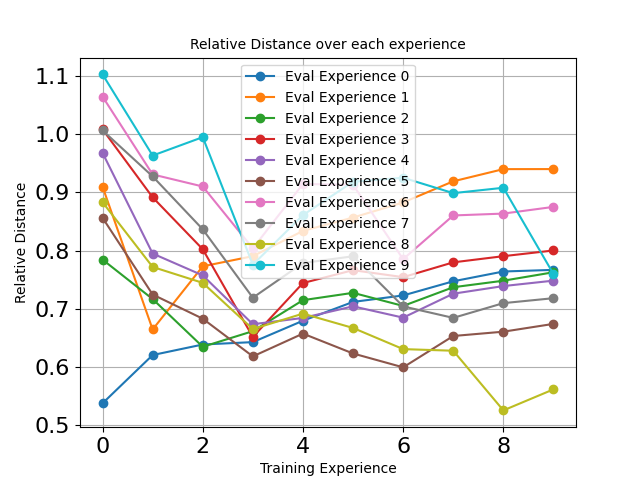 Relative Distance over each experience
Relative Distance
1.1
1.0
0.9
0.8
0.7
0.6
0.5
Eval Experience 0
Eval Experience 1
Eval Experience 2
Eval Experience 3
Eval Experience 4
Eval Experience 5
Eval Experience 6
Eval Experience 7
Eval Experience 8
Eval Experience 9
0 2 4 6 8
Training Experience